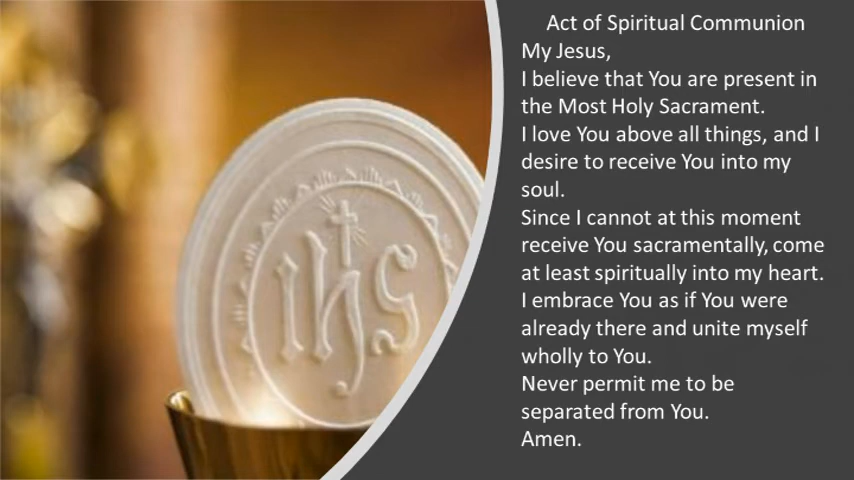 Act of Spiritual Communion
My Jesus,
I believe that You are present in
the Most Holy Sacrament.
I love You above all things, and I
desire to receive You into my
soul.
Since I cannot at this moment
receive You sacramentally, come
at least spiritually into my heart.
I embrace You as if You were
already there and unite myself
wholly to You.
Never permit me to be
separated from You.
Amen.
ihs